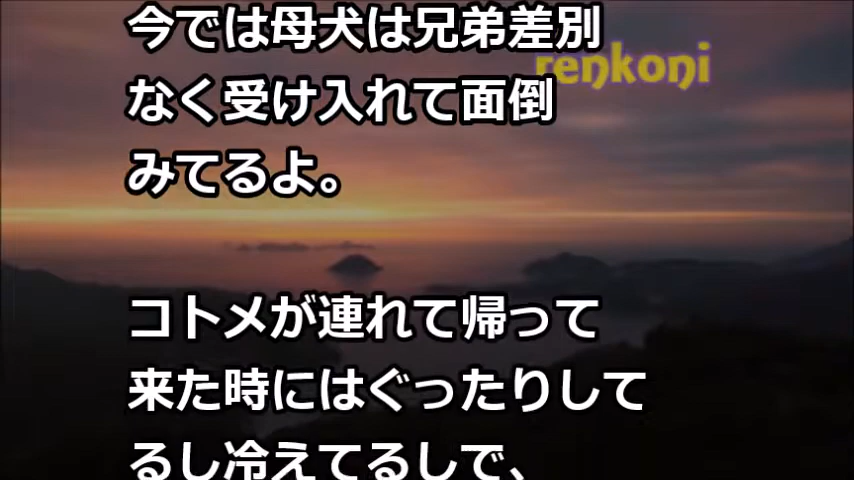 今では母犬は兄弟差別
renkoni
なく受け入れて面倒
みてるよ。
コトメが連れて帰って
来た時にはぐったりして
るし冷えてるしで、